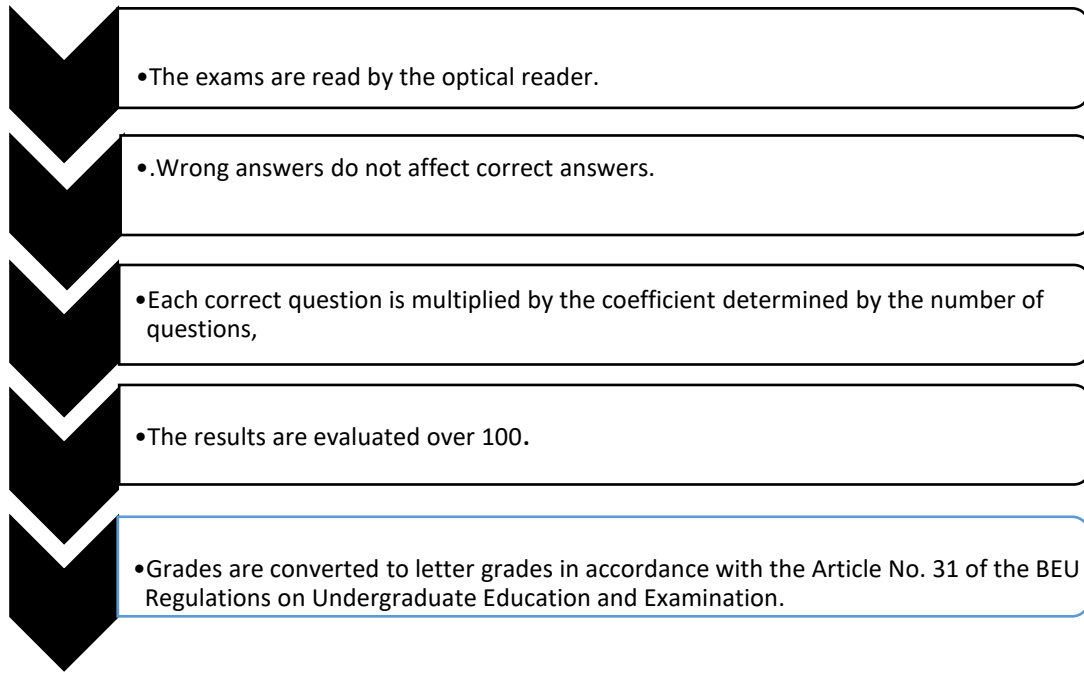 •The exams are read by the optical reader.
•.Wrong answers do not affect correct answers.
•Each correct question is multiplied by the coefficient determined by the number of
questions,
•The results are evaluated over 100.
•Grades are converted to letter grades in accordance with the Article No. 31 of the BEU
Regulations on Undergraduate Education and Examination.